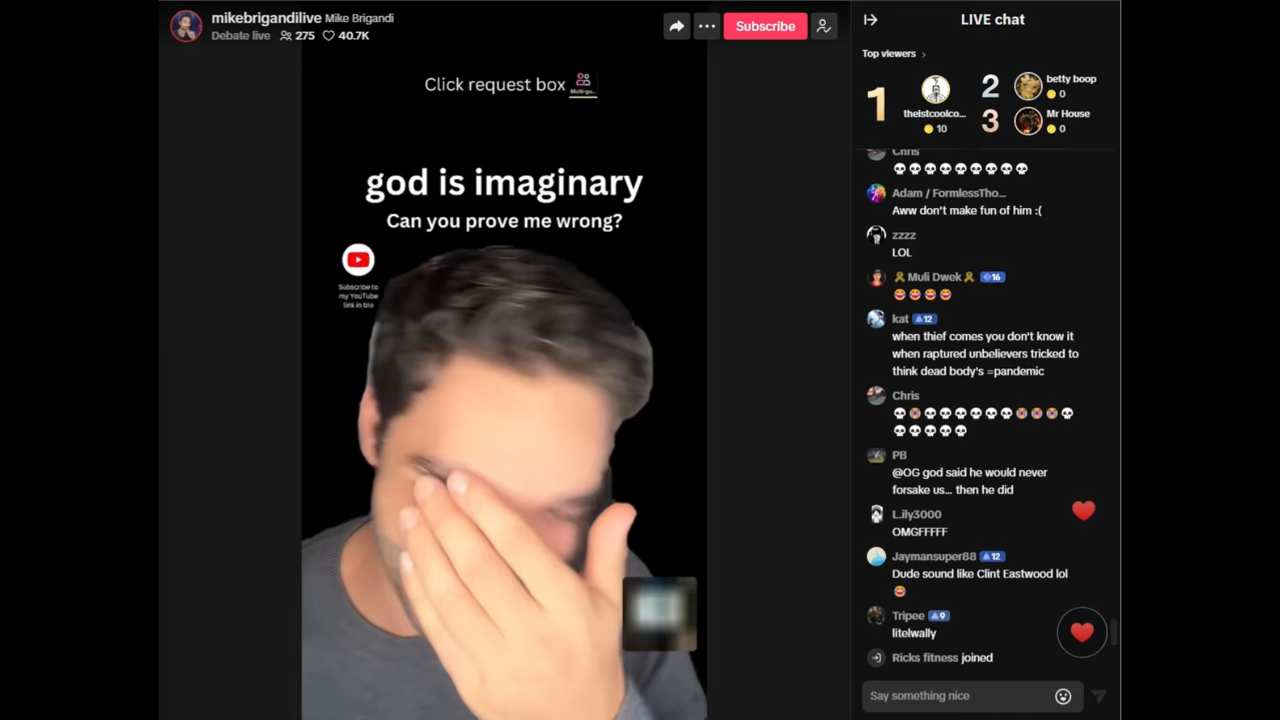 mikebrigandilive Mike Brigandi
Debate live 275 40.7K
Subscribe
Click request box
god is imaginary
Can you prove me wrong?
Subscribe to
my YouTube
link in bio
LIVE chat
Top viewers
1
theistcoolco...
10
2
betty boop
0
3
Mr House
0
Chris
Adam / FormlessTho...
Aww don't make fun of him :(
zzzz
LOL
Muli Dwek 16
kat 12
when thief comes you don't know it
when raptured unbelievers tricked to
think dead body's =pandemic
Chris
PB
@OG god said he would never
forsake us... then he did
L.ily3000
OMGFFFFF
Jaymansuper88 12
Dude sound like Clint Eastwood lol
Tripee 9
litelwally
Ricks fitness joined
Say something nice